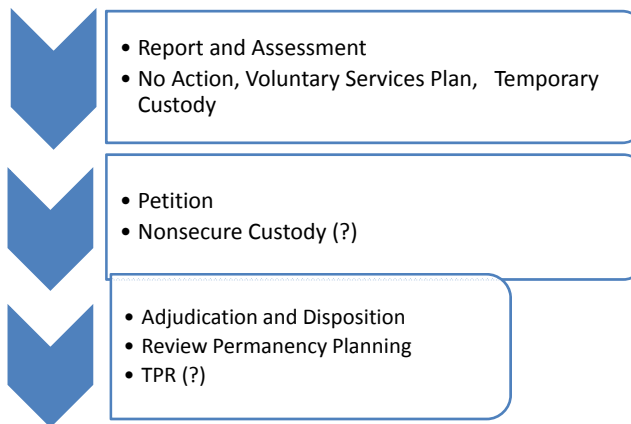 • Report and Assessment
• No Action, Voluntary Services Plan, Temporary
Custody
• Petition
• Nonsecure Custody (?)
• Adjudication and Disposition
• Review Permanency Planning
• TPR (?)